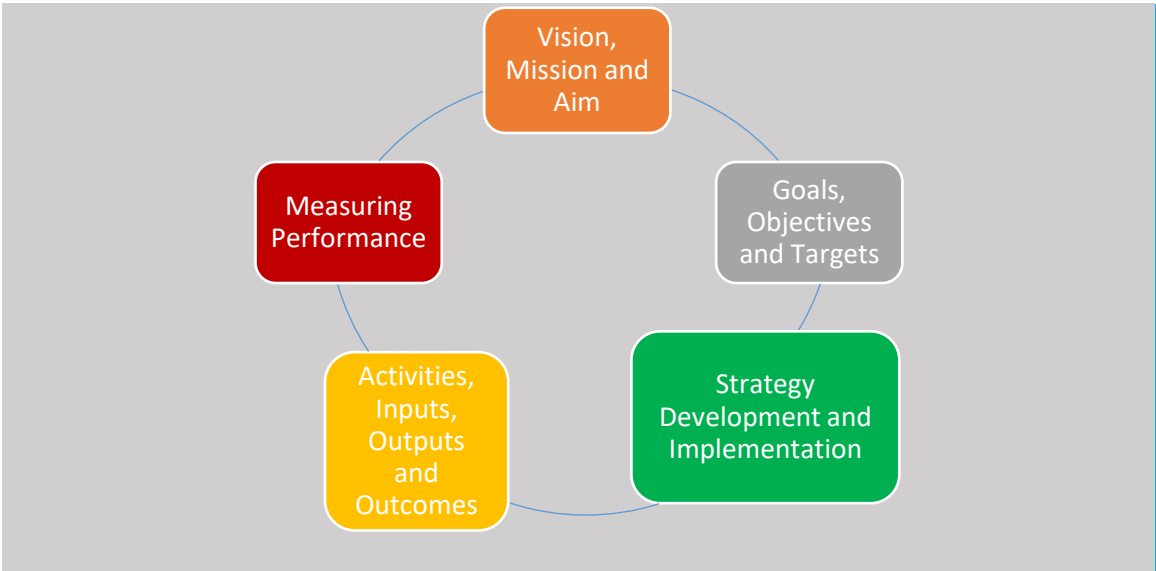 Vision,
Mission and
Aim
Goals,
Objectives
and Targets
Strategy
Development and
Implementation
Activities,
Inputs,
Outputs
and
Outcomes
Measuring
Performance